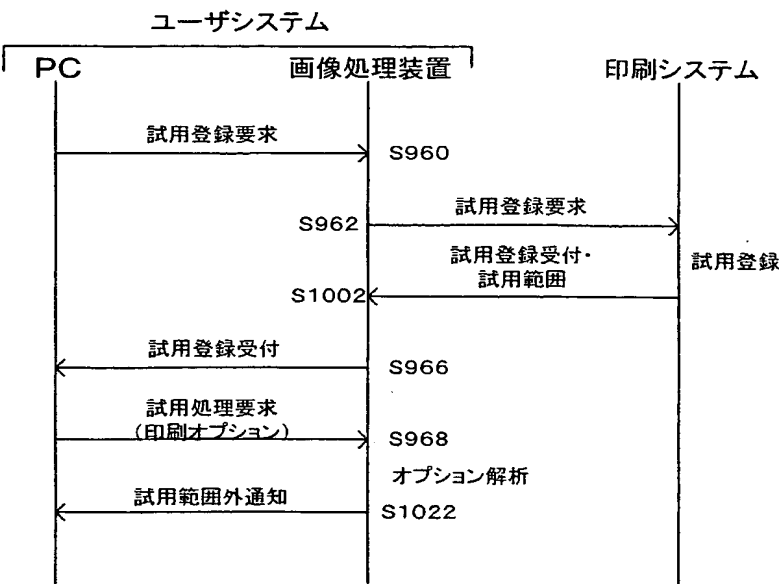 ユーザシステム
PC
画像処理装置
印刷システム
試用登録要求
S960
S962
試用登録要求
試用登録受付・
試用範囲
試用登録
S1002
試用登録受付
S966
試用処理要求
(印刷オプション)
S968
オプション解析
試用範囲外通知
S1022